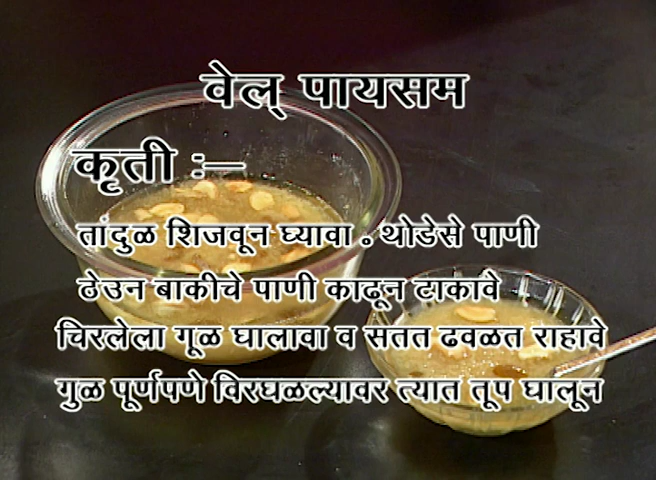 वेल् पायसम
कृती :–
तांदुळ शिजवून घ्यावा . थोडेसे पाणी
ठेउन बाकीचे पाणी काढून टाकावे
चिरलेला गूळ घालावा व सतत ढवळत राहावे
गुळ पूर्णपणे विरघळल्यावर त्यात तूप घालून